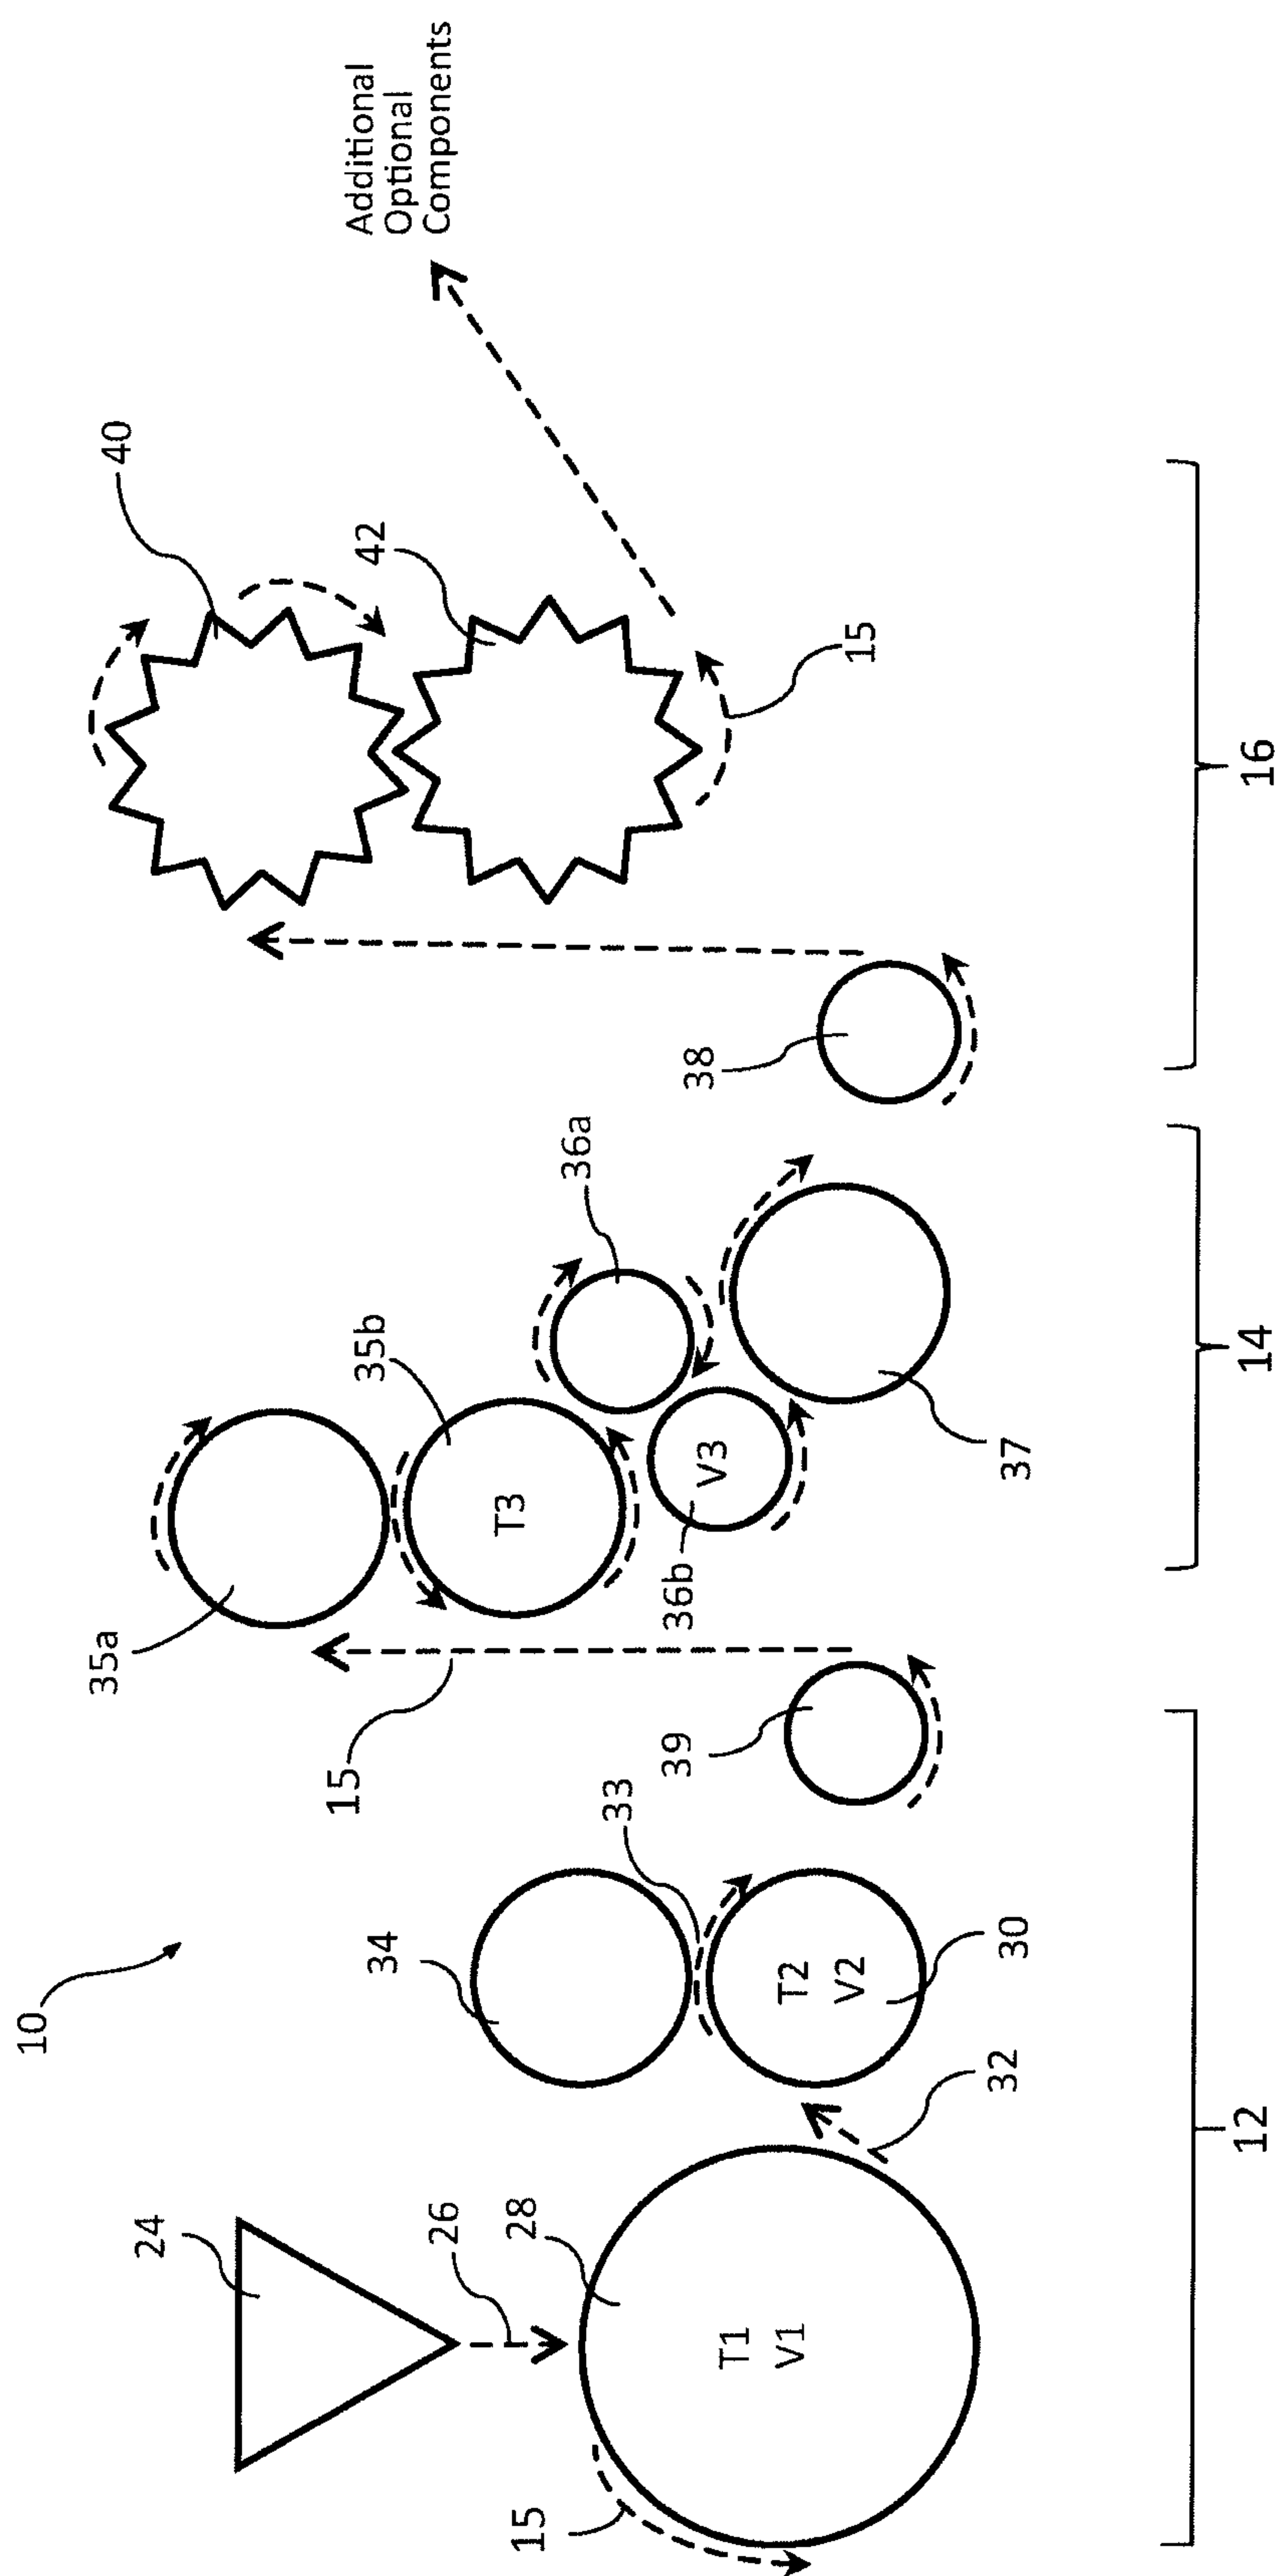 10
40
Additional
Optional
Components
24
34
35a
35b
36a
42
26
28
33
15
T3
38
T1
V1
39
36b
V3
15
15
T2
V2
32
30
37
12
14
16